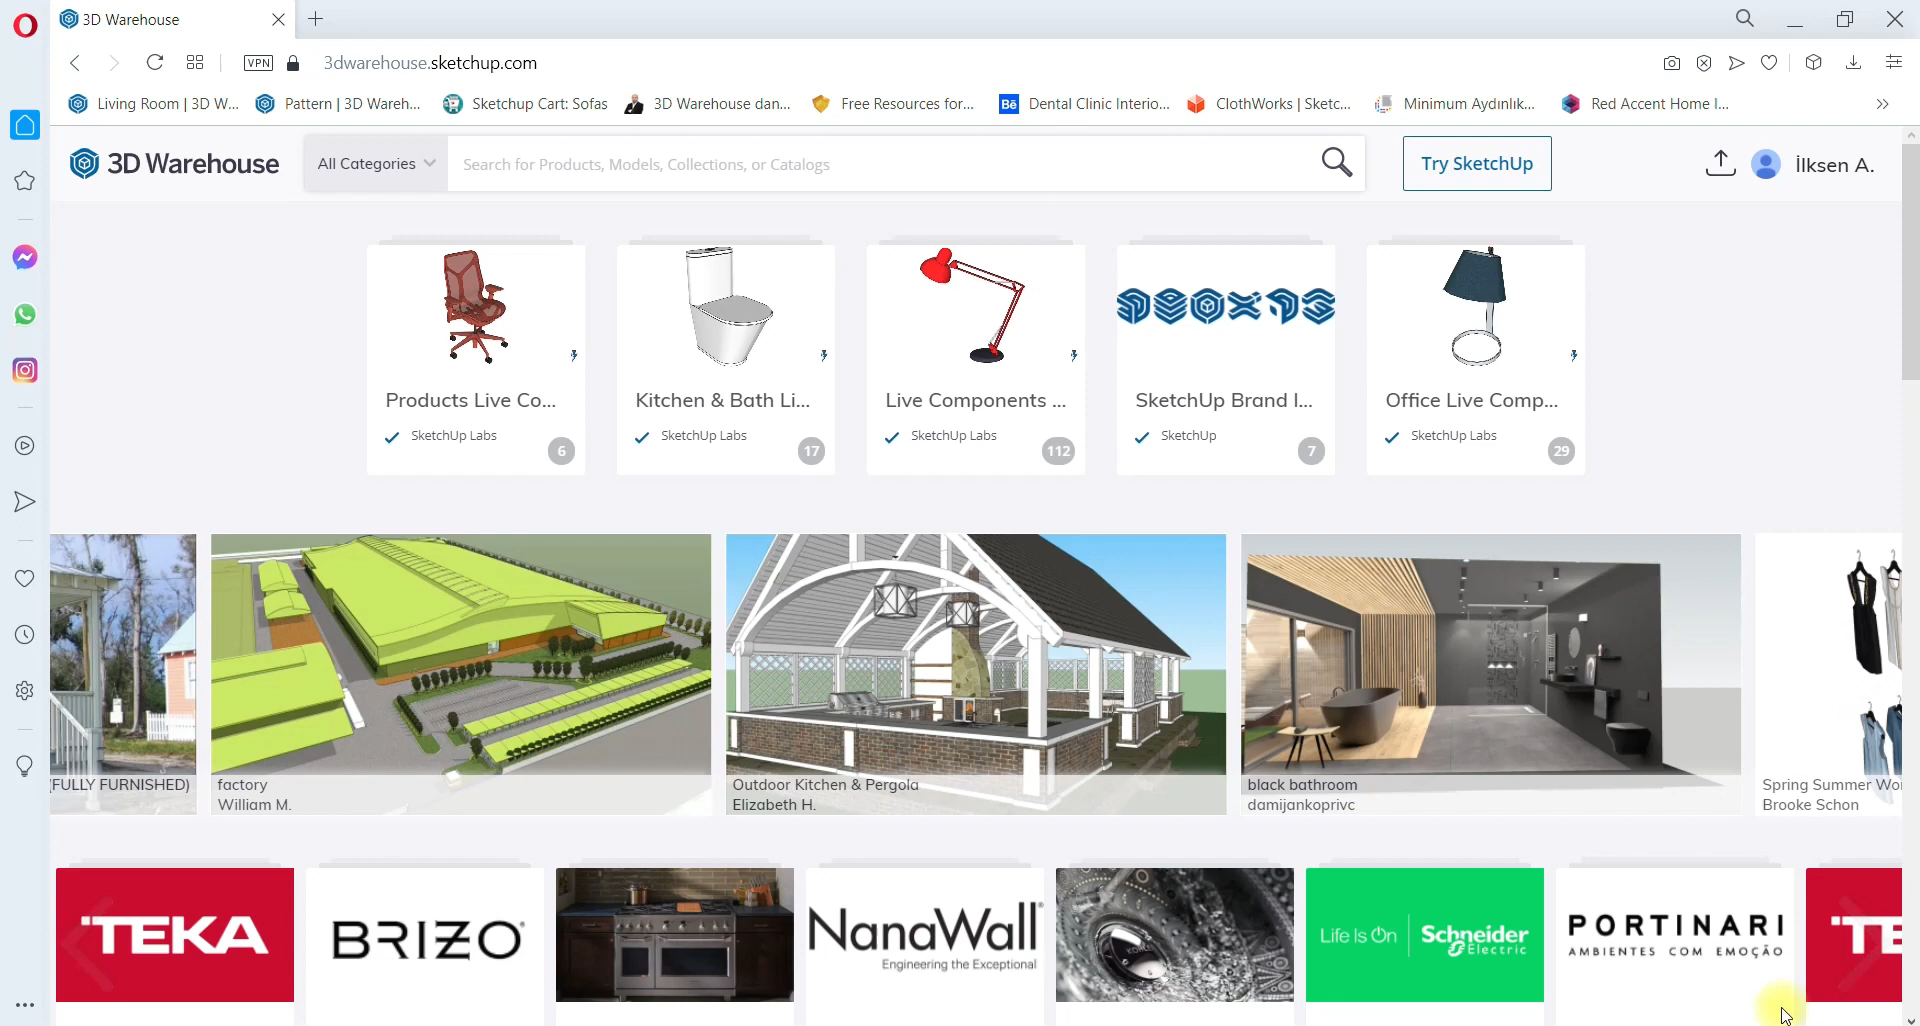 3D Warehouse
VPN
3dwarehouse.sketchup.com
Living Room | 3D W...
Pattern | 3D Wareh...
Sketchup Cart: Sofas
3D Warehouse dan...
Free Resources for...
Bē
Dental Clinic Interio...
ClothWorks | Sketc...
Minimum Aydınlık...
Red Accent Home I...
3D Warehouse
All Categories
Search for Products, Models, Collections, or Catalogs
Try SketchUp
İlksen A.
Products Live Co...
SketchUp Labs
6
Kitchen & Bath Li...
SketchUp Labs
17
Live Components ...
SketchUp Labs
112
SketchUp Brand I...
SketchUp
7
Office Live Comp...
SketchUp Labs
29
(FULLY FURNISHED)
factory
William M.
Outdoor Kitchen & Pergola
Elizabeth H.
black bathroom
damijankoprivc
Spring Summer Wo
Brooke Schon
TEKA
BRIZO
NanaWall
Engineering the Exceptional
Life Is On
Schneider
Electric
PORTINARI
AMBIENTES COM EMOÇÃO
TE